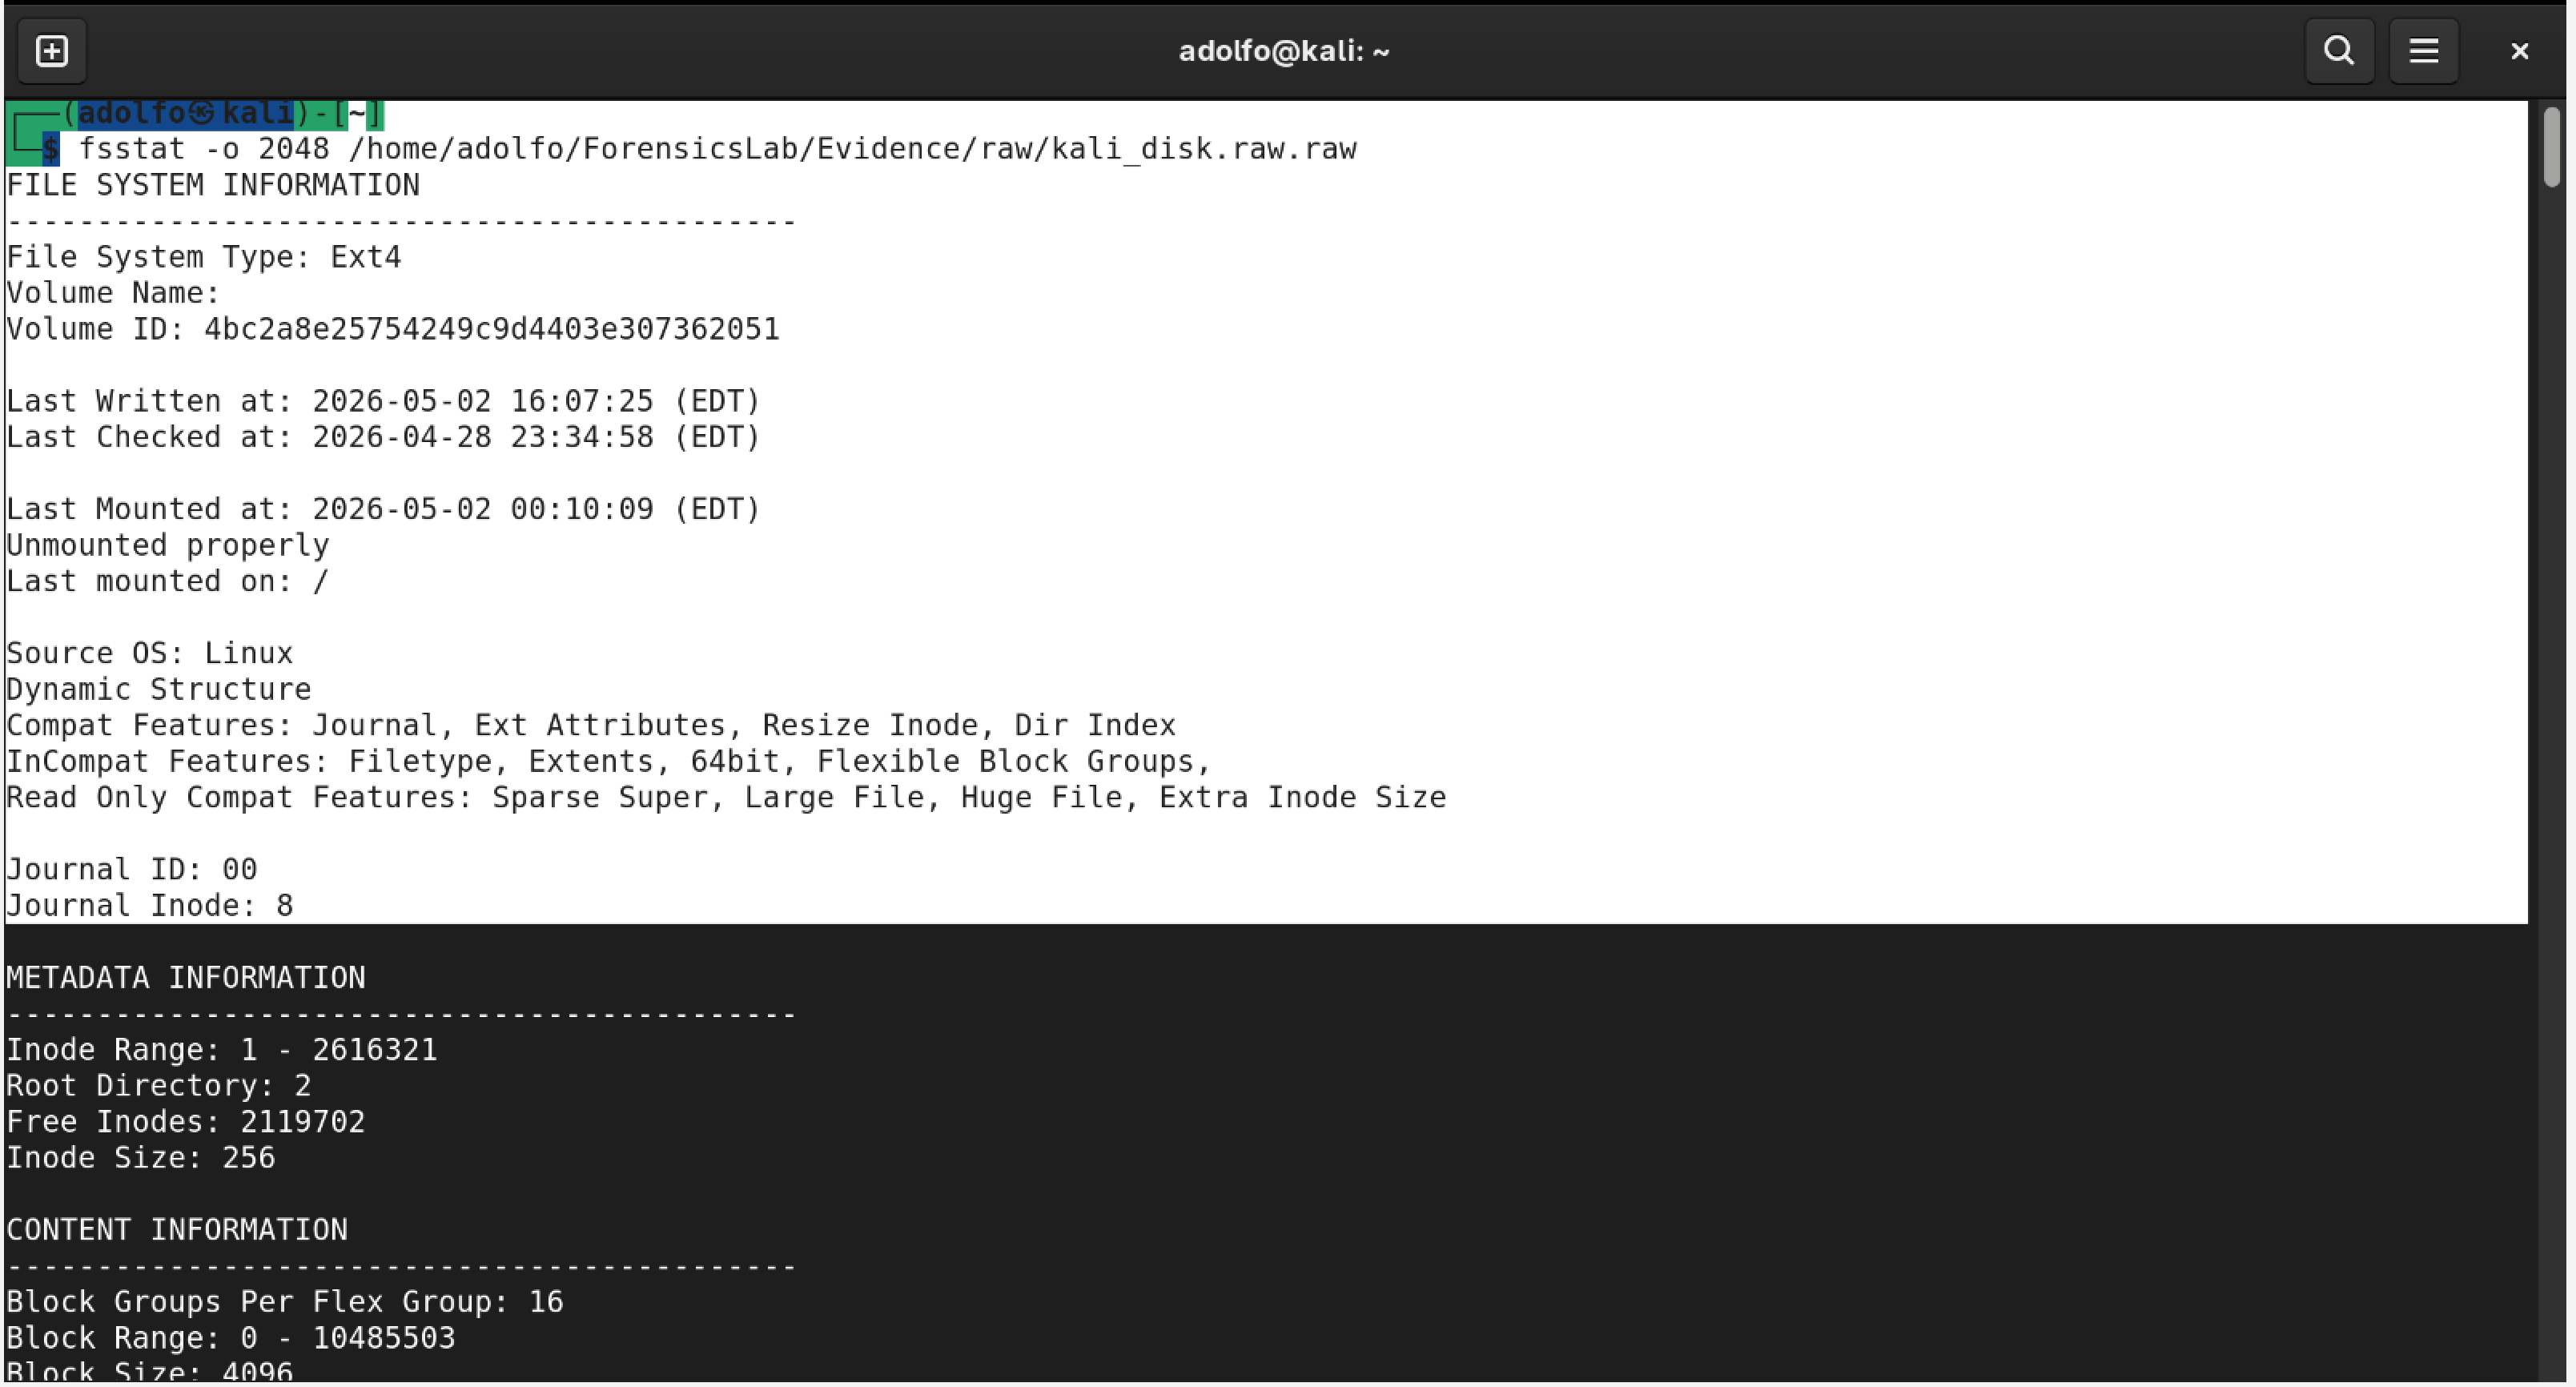 adolfo@kali: ~
┌──(adolfo㉿kali)-[~]
└─$ fsstat -o 2048 /home/adolfo/ForensicsLab/Evidence/raw/kali_disk.raw.raw
FILE SYSTEM INFORMATION
--------------------------------------------
File System Type: Ext4
Volume Name:
Volume ID: 4bc2a8e25754249c9d4403e307362051
Last Written at: 2026-05-02 16:07:25 (EDT)
Last Checked at: 2026-04-28 23:34:58 (EDT)
Last Mounted at: 2026-05-02 00:10:09 (EDT)
Unmounted properly
Last mounted on: /
Source OS: Linux
Dynamic Structure
Compat Features: Journal, Ext Attributes, Resize Inode, Dir Index
InCompat Features: Filetype, Extents, 64bit, Flexible Block Groups,
Read Only Compat Features: Sparse Super, Large File, Huge File, Extra Inode Size
Journal ID: 00
Journal Inode: 8
METADATA INFORMATION
--------------------------------------------
Inode Range: 1 - 2616321
Root Directory: 2
Free Inodes: 2119702
Inode Size: 256
CONTENT INFORMATION
--------------------------------------------
Block Groups Per Flex Group: 16
Block Range: 0 - 10485503
Block Size: 4096